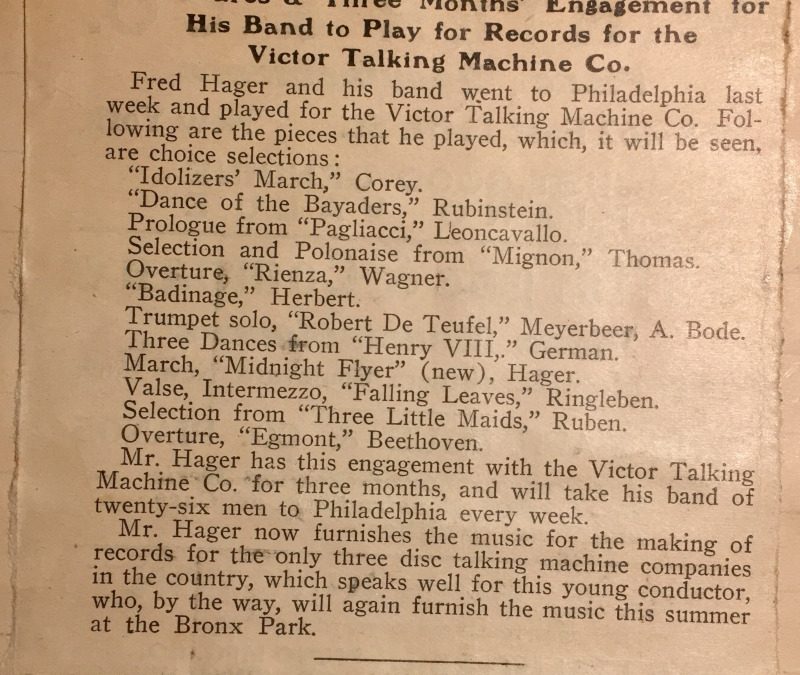 Three Months' Engagement for
His Band to Play for Records for the
Victor Talking Machine Co.
Fred Hager and his band went to Philadelphia last
week and played for the Victor Talking Machine Co. Fol-
lowing are the pieces that he played, which, it will be seen,
are choice selections:
"Idolizers' March," Corey.
"Dance of the Bayaders," Rubinstein.
Prologue from "Pagliacci," Leoncavallo.
Selection and Polonaise from "Mignon," Thomas.
Overture, "Rienza," Wagner.
"Badinage," Herbert.
Trumpet solo, "Robert De Teufel," Meyerbeer, A. Bode.
Three Dances from "Henry VIII,." German.
March, "Midnight Flyer" (new), Hager.
Valse, Intermezzo, "Falling Leaves," Ringleben.
Selection from "Three Little Maids," Ruben.
Overture, "Egmont," Beethoven.
Mr. Hager has this engagement with the Victor Talking
Machine Co. for three months, and will take his band of
twenty-six men to Philadelphia every week.
Mr. Hager now furnishes the music for the making of
records for the only three disc talking machine companies
in the country, which speaks well for this young conductor,
who, by the way, will again furnish the music this summer
at the Bronx Park.